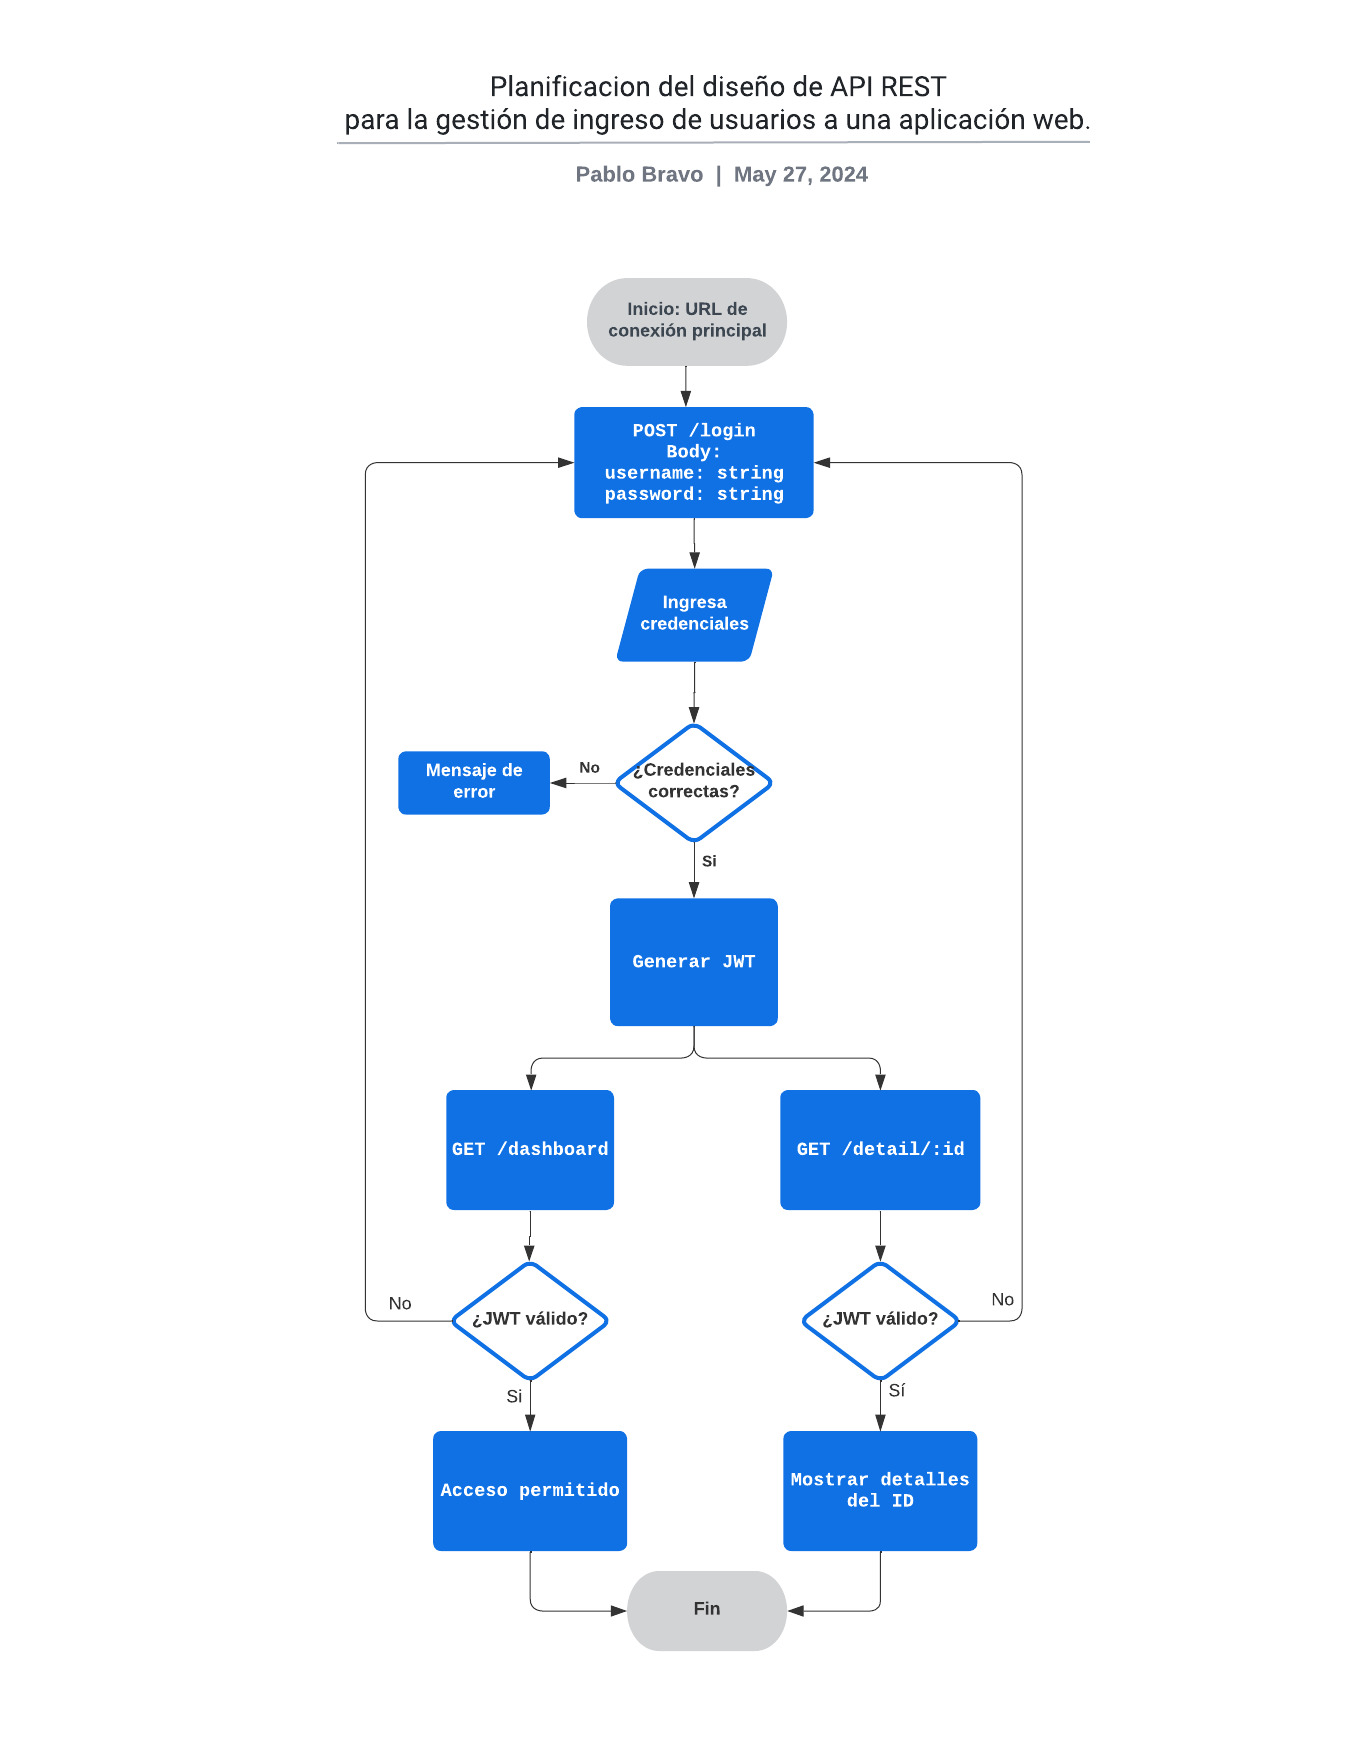 Planificacion del diseño de API REST
para la gestión de ingreso de usuarios a una aplicación web.
Pablo Bravo | May 27, 2024
Inicio: URL de
conexión principal
POST /login
Body:
username: string
password: string
Ingresa
credenciales
¿Credenciales
correctas?
No
Mensaje de
error
Si
Generar JWT
GET /dashboard
GET /detail/:id
¿JWT válido?
No
¿JWT válido?
No
Si
Sí
Acceso permitido
Mostrar detalles
del ID
Fin